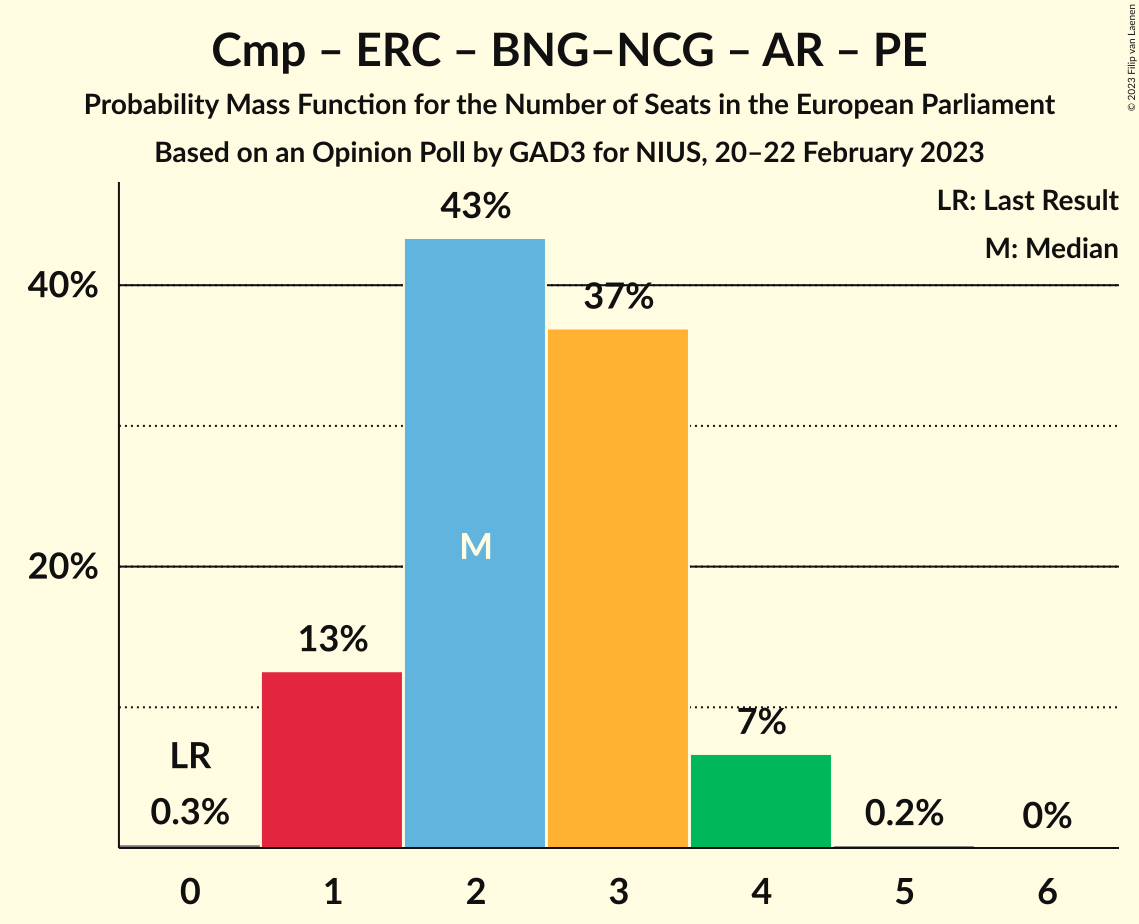 Cmp – ERC – BNG–NCG – AR – PE
Probability Mass Function for the Number of Seats in the European Parliament
Based on an Opinion Poll by GAD3 for NIUS, 20–22 February 2023
© 2023 Filip van Laenen
LR: Last Result
M: Median
43%
40%
37%
M
20%
13%
7%
LR
0.3%
0.2%
0%
0 1 2 3 4 5 6